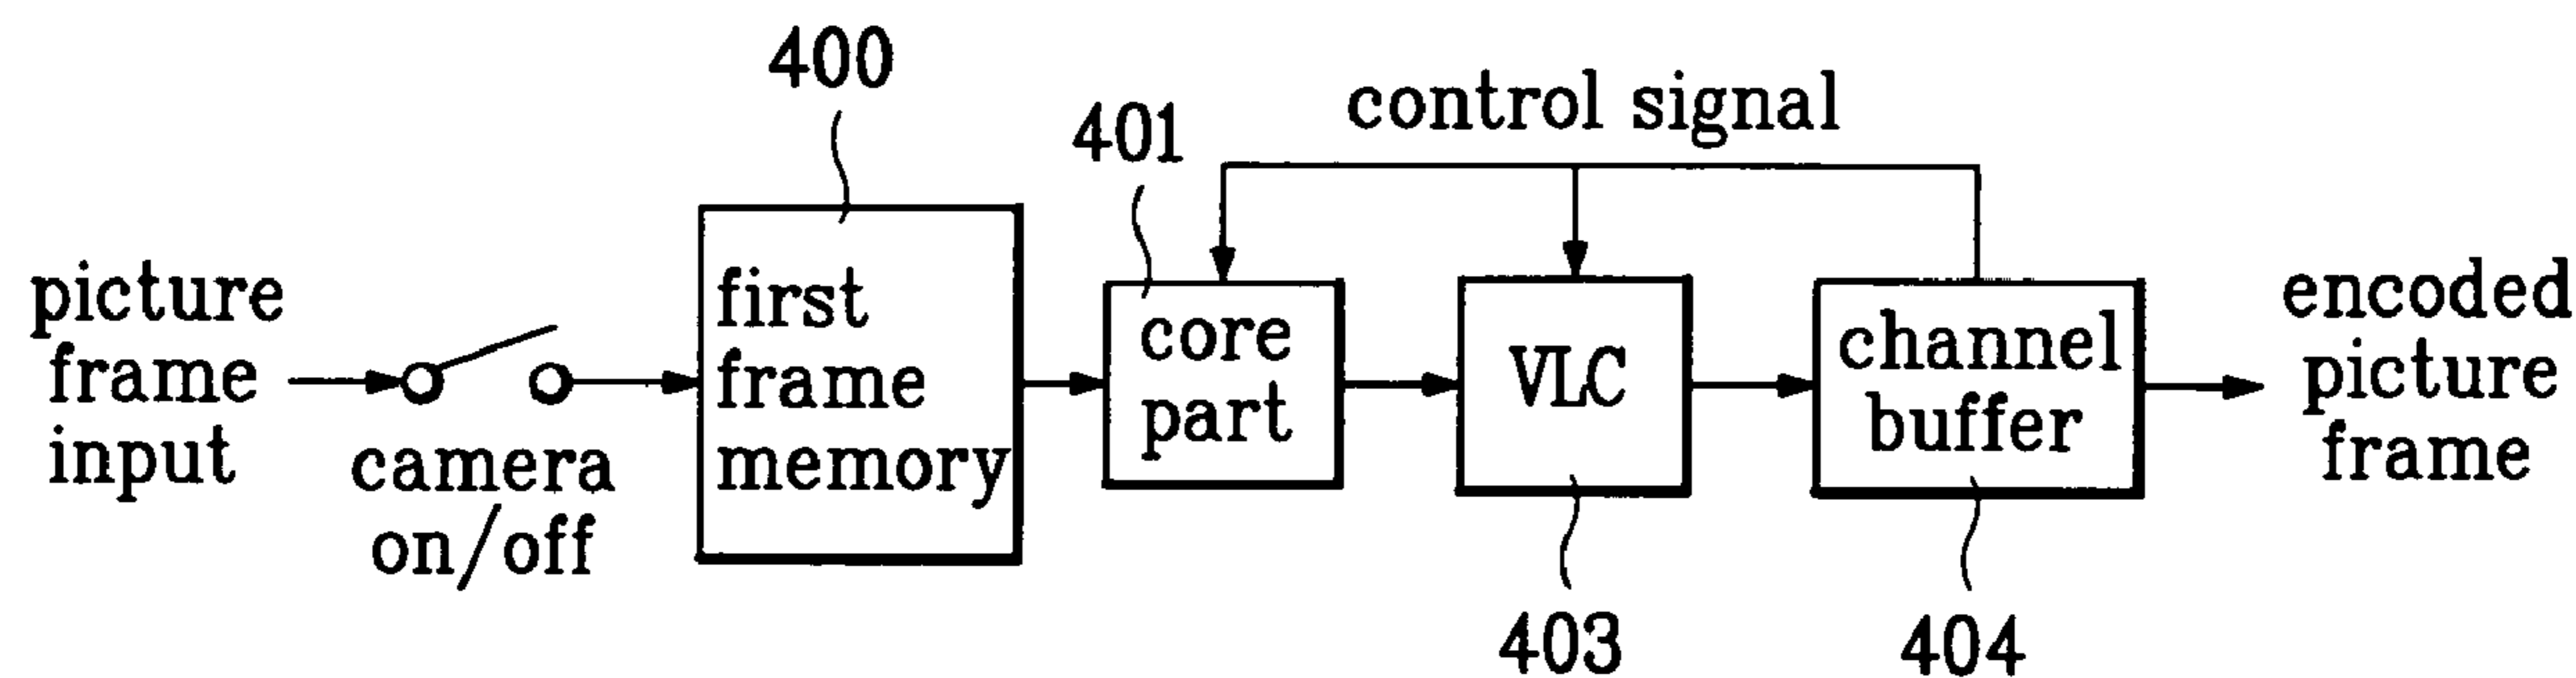 400
401
control signal
picture
frame
input
camera
on/off
first
frame
memory
core
part
VLC
channel
buffer
encoded
picture
frame
403
404